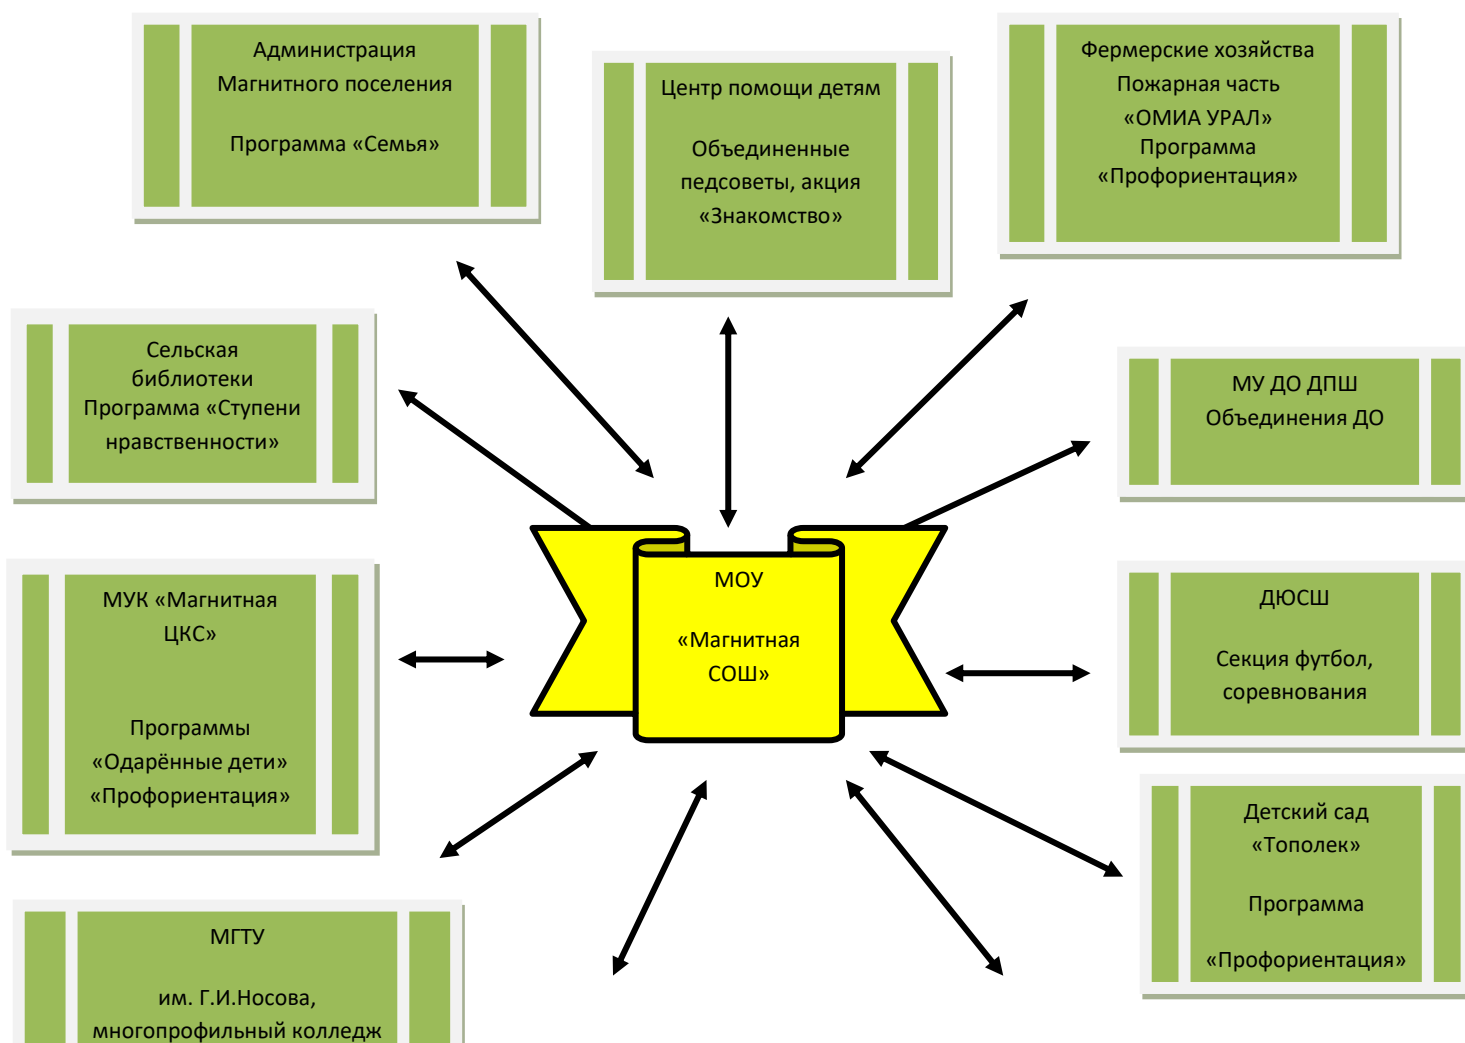 Администрация
Магнитного поселения
Программа «Семья»
Центр помощи детям
Объединенные
педсоветы, акция
«Знакомство»
Фермерские хозяйства
Пожарная часть
«ОМИА УРАЛ»
Программа
«Профориентация»
Сельская
библиотеки
Программа «Ступени
нравственности»
МУ ДО ДПШ
Объединения ДО
МОУ
«Магнитная
СОШ»
МУК «Магнитная
ЦКС»
Программы
«Одарённые дети»
«Профориентация»
ДЮСШ
Секция футбол,
соревнования
Детский сад
«Тополек»
Программа
«Профориентация»
МГТУ
им. Г.И.Носова,
многопрофильный колледж